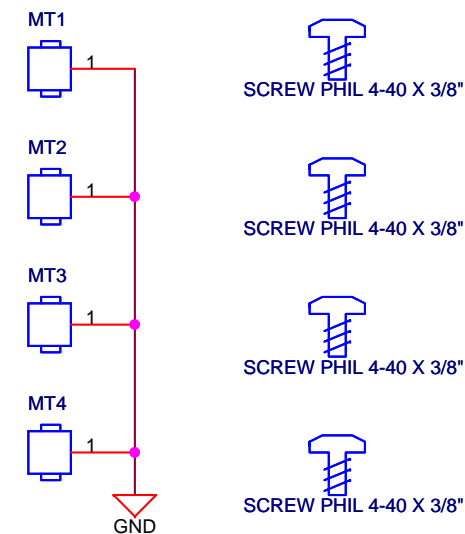 MT1
1
SCREW PHIL 4-40 X 3/8"
MT2
1
SCREW PHIL 4-40 X 3/8"
MT3
1
SCREW PHIL 4-40 X 3/8"
MT4
1
SCREW PHIL 4-40 X 3/8"
GND